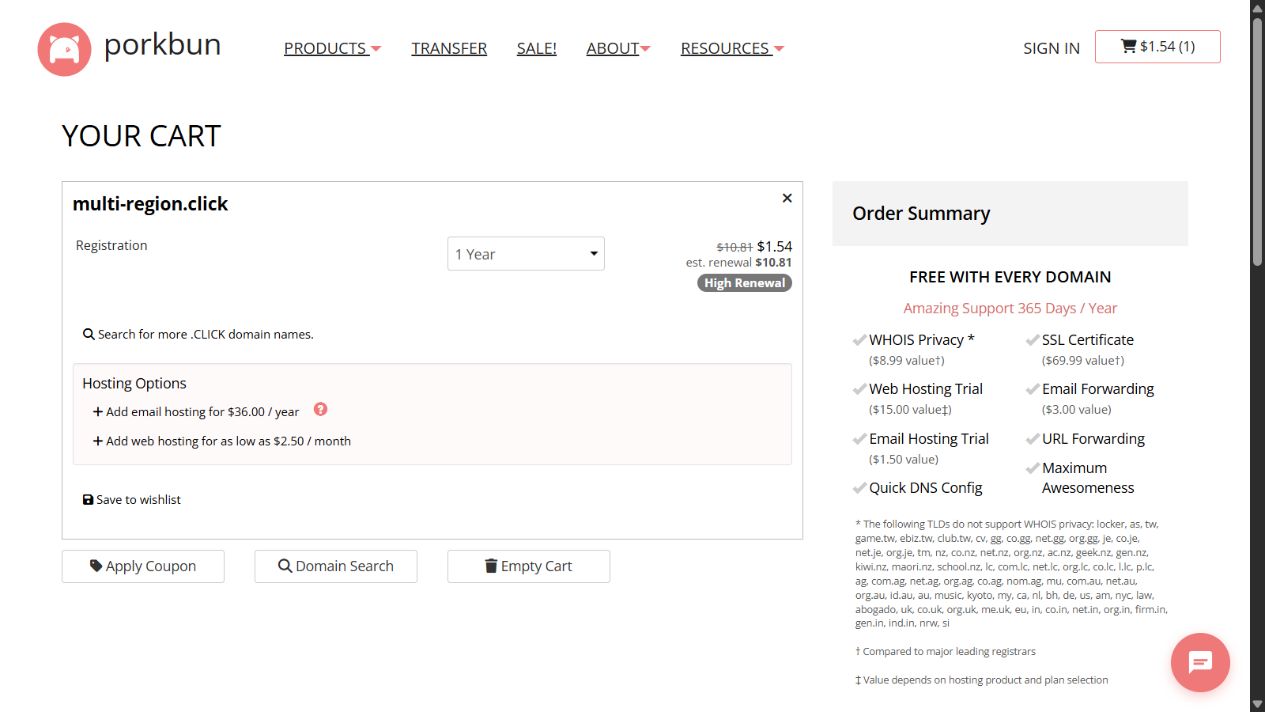 porkbun
PRODUCTS
TRANSFER
SALE!
ABOUT
RESOURCES
SIGN IN
$1.54 (1)
YOUR CART
multi-region.click
Registration
1 Year
$10.81 $1.54
est. renewal $10.81
High Renewal
Search for more .CLICK domain names.
Hosting Options
+ Add email hosting for $36.00 / year ?
+ Add web hosting for as low as $2.50 / month
Save to wishlist
Apply Coupon
Domain Search
Empty Cart
Order Summary
FREE WITH EVERY DOMAIN
Amazing Support 365 Days / Year
WHOIS Privacy *
($8.99 value†)
SSL Certificate
($69.99 value†)
Web Hosting Trial
($15.00 value‡)
Email Forwarding
($3.00 value)
Email Hosting Trial
($1.50 value)
URL Forwarding
Quick DNS Config
Maximum
Awesomeness
* The following TLDs do not support WHOIS privacy: locker, as, tw,
game.tw, ebiz.tw, club.tw, cv, gg, co.gg, net.gg, org.gg, je, co.je,
net.je, org.je, tm, nz, co.nz, net.nz, org.nz, ac.nz, geek.nz, gen.nz,
kiwi.nz, maori.nz, school.nz, lc, com.lc, net.lc, org.lc, co.lc, l.lc, p.lc,
ag, com.ag, net.ag, org.ag, co.ag, nom.ag, mu, com.au, net.au,
org.au, id.au, au, music, kyoto, my, ca, nl, bh, de, us, am, nyc, law,
abogado, uk, co.uk, org.uk, me.uk, eu, in, co.in, net.in, org.in, firm.in,
gen.in, ind.in, nrw, si
† Compared to major leading registrars
‡ Value depends on hosting product and plan selection